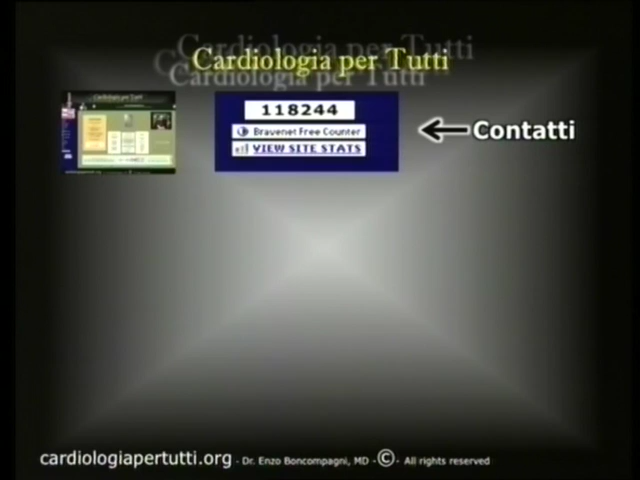 Cardiologia per Tutti
118244
Bravenet Free Counter
VIEW SITE STATS
Contatti
cardiologiapertutti.org - Dr. Enzo Boncompagni, MD - © - All rights reserved